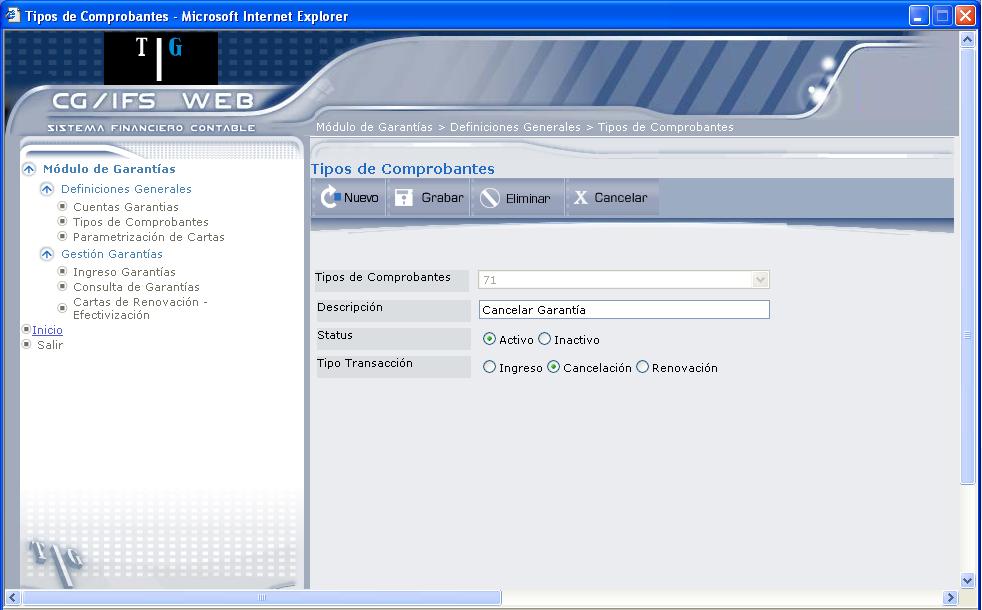 Tipos de Comprobantes - Microsoft Internet Explorer
T G
CG/IFS WEB
SISTEMA FINANCIERO CONTABLE
Módulo de Garantías > Definiciones Generales > Tipos de Comprobantes
Módulo de Garantías
Definiciones Generales
Cuentas Garantias
Tipos de Comprobantes
Parametrización de Cartas
Gestión Garantías
Ingreso Garantías
Consulta de Garantías
Cartas de Renovación -
Efectivización
Inicio
Salir
TG
Tipos de Comprobantes
Nuevo Grabar Eliminar X Cancelar
Tipos de Comprobantes 71
Descripción Cancelar Garantía
Status Activo Inactivo
Tipo Transacción Ingreso Cancelación Renovación